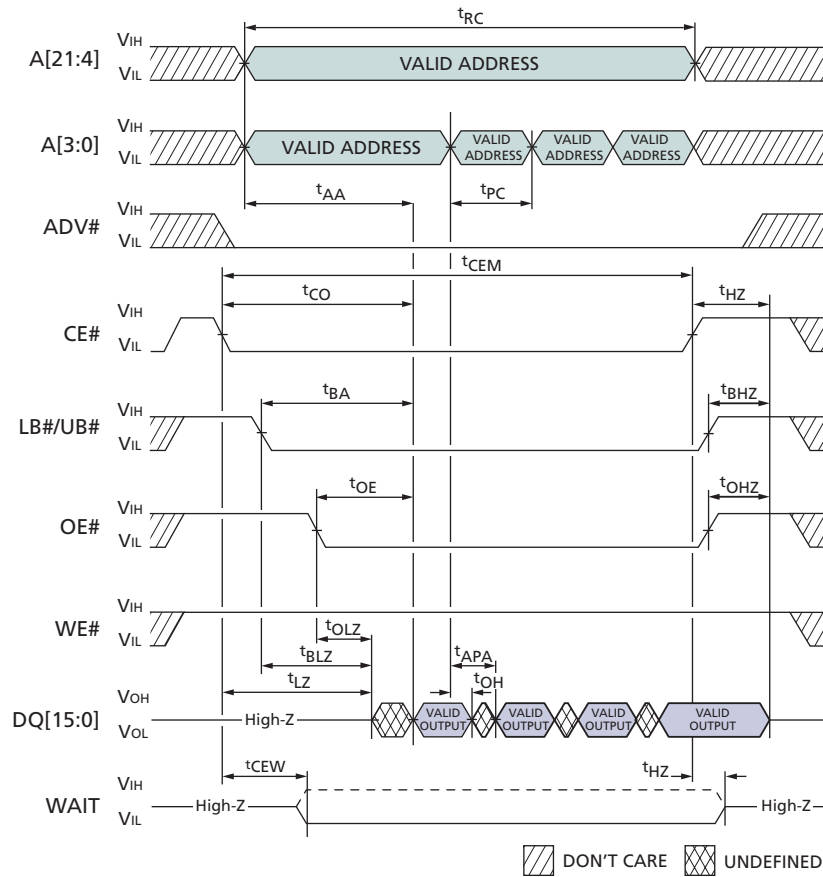 tRC
VIH
A[21:4]
VALID ADDRESS
VIL
VIH
A[3:0]
VALID ADDRESS
VALID
ADDRESS
VALID
ADDRESS
VALID
ADDRESS
VIL
tAA
tPC
VIH
ADV#
VIL
tCEM
tCO
tHZ
VIH
CE#
VIL
tBA
tBHZ
VIH
LB#/UB#
VIL
tOE
tOHZ
VIH
OE#
VIL
VIH
WE#
VIL
tOLZ
tBLZ
tAPA
tLZ
tOH
VOH
DQ[15:0]
High-Z
VALID
OUTPUT
VALID
OUTPUT
VALID
OUTPUT
VALID
OUTPUT
VOL
tCEW
tHZ
VIH
WAIT
High-Z
High-Z
VIL
DON'T CARE
UNDEFINED